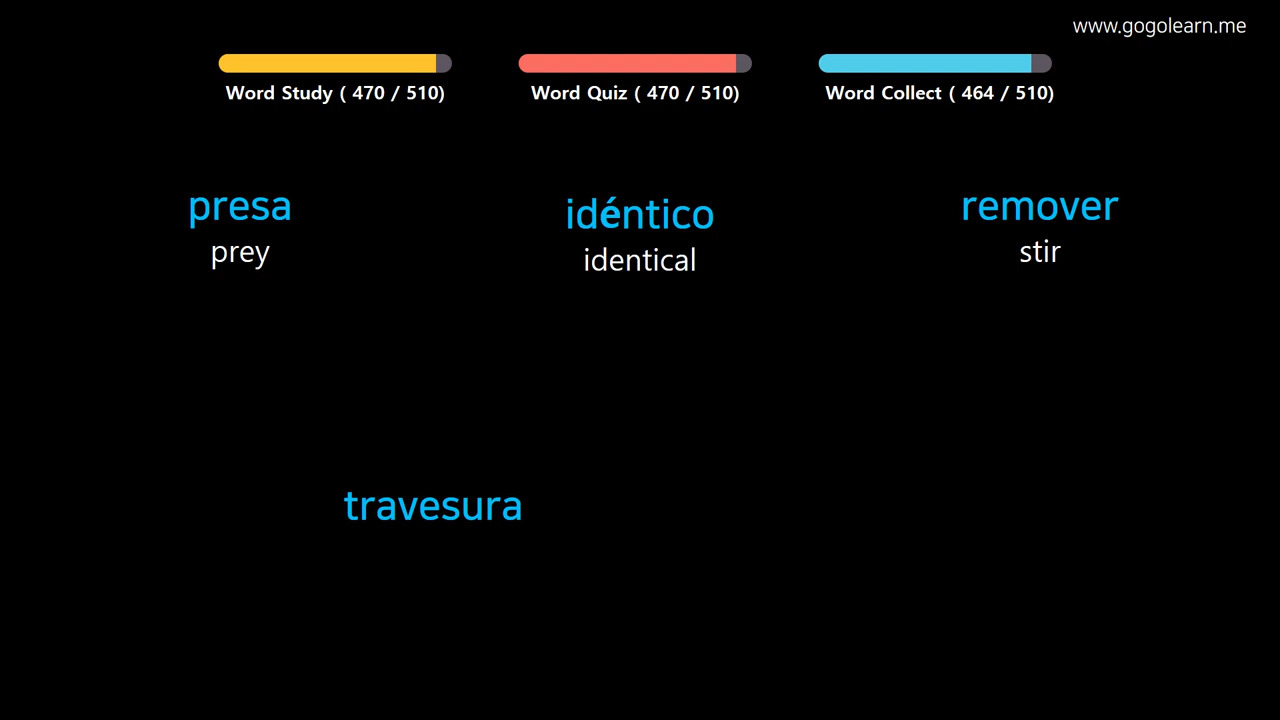 www.gogolearn.me
Word Study ( 470 / 510)
Word Quiz ( 470 / 510)
Word Collect ( 464 / 510)
presa
prey
idéntico
identical
remover
stir
travesura